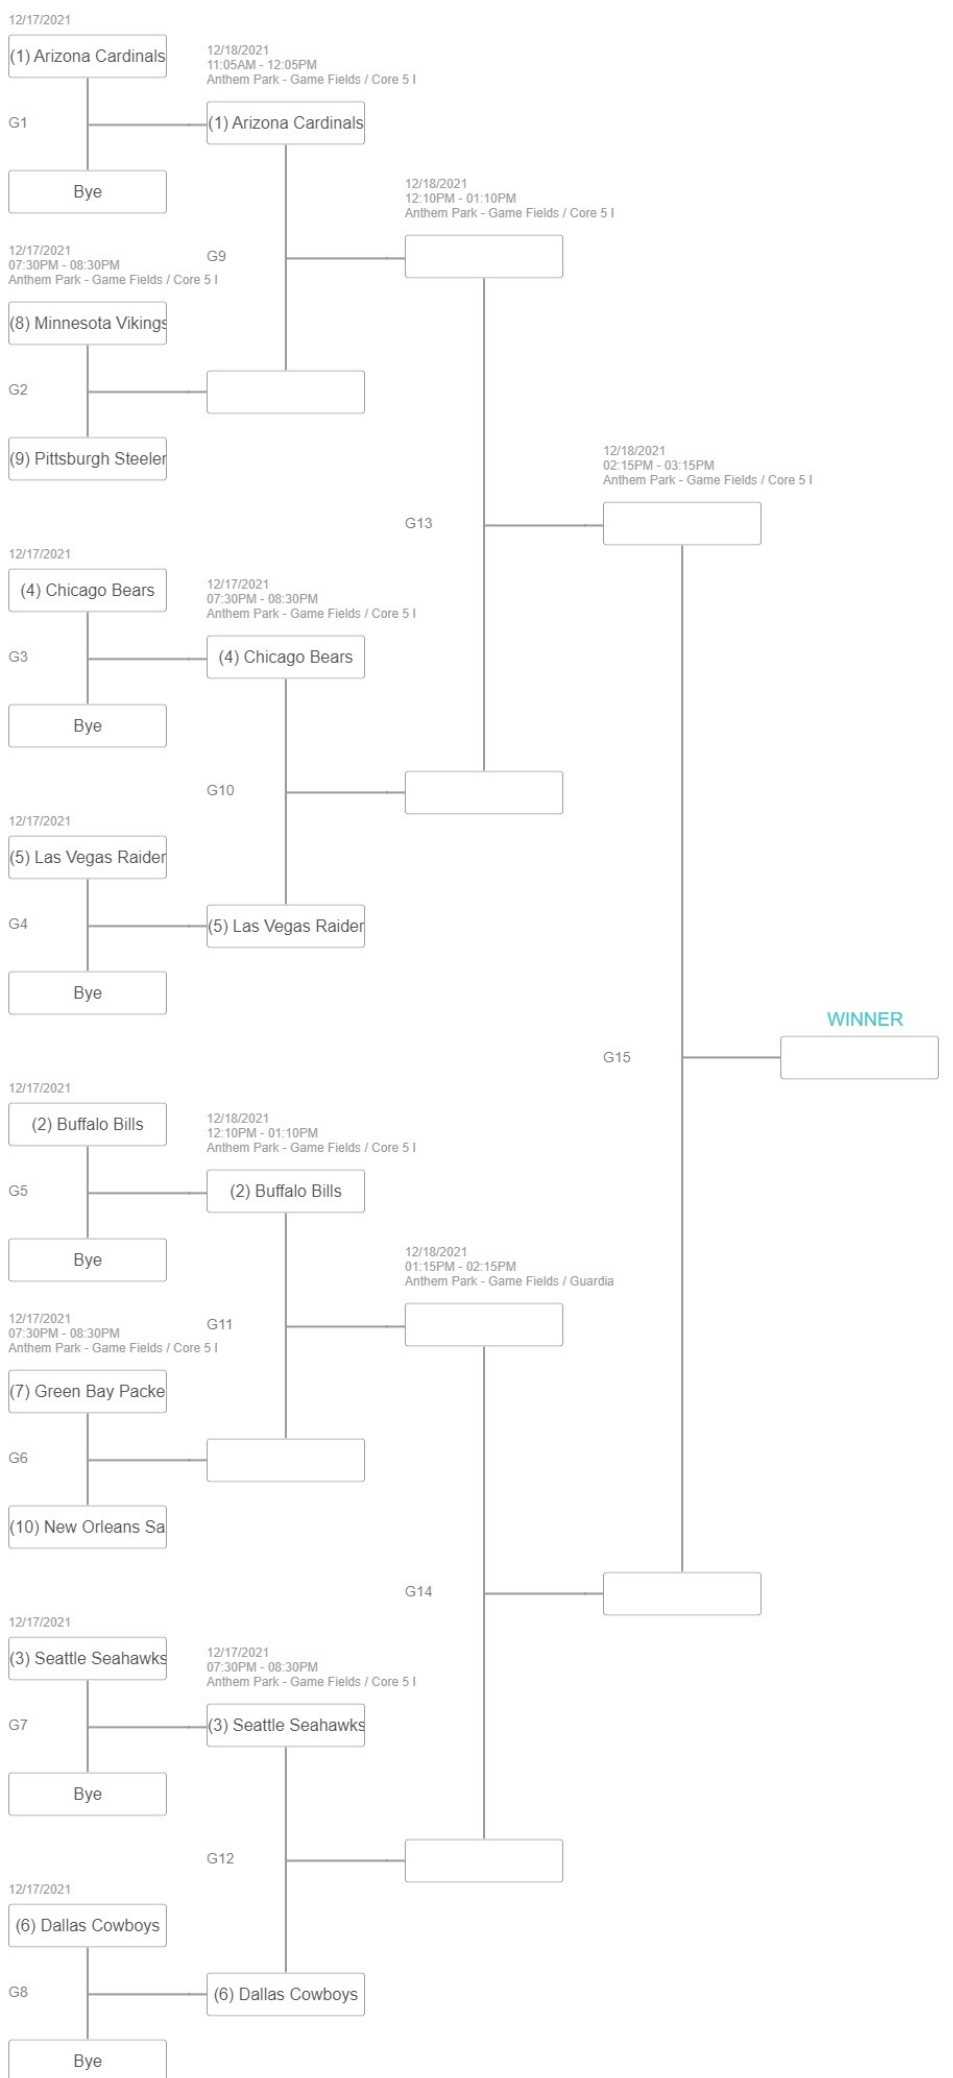 12/17/2021
(1) Arizona Cardinals
G1
Bye
12/18/2021
11:05AM - 12:05PM
Anthem Park - Game Fields / Core 5 I
(1) Arizona Cardinals
12/17/2021
07:30PM - 08:30PM
Anthem Park - Game Fields / Core 5 I
(8) Minnesota Vikings
G2
(9) Pittsburgh Steeler
G9
12/18/2021
12:10PM - 01:10PM
Anthem Park - Game Fields / Core 5 I
12/17/2021
(4) Chicago Bears
G3
Bye
12/17/2021
07:30PM - 08:30PM
Anthem Park - Game Fields / Core 5 I
(4) Chicago Bears
G10
12/17/2021
(5) Las Vegas Raider
G4
Bye
(5) Las Vegas Raider
G13
12/18/2021
02:15PM - 03:15PM
Anthem Park - Game Fields / Core 5 I
WINNER
G15
12/17/2021
(2) Buffalo Bills
G5
Bye
12/18/2021
12:10PM - 01:10PM
Anthem Park - Game Fields / Core 5 I
(2) Buffalo Bills
12/17/2021
07:30PM - 08:30PM
Anthem Park - Game Fields / Core 5 I
(7) Green Bay Packe
G6
(10) New Orleans Sa
G11
12/18/2021
01:15PM - 02:15PM
Anthem Park - Game Fields / Guardia
G14
12/17/2021
(3) Seattle Seahawks
G7
Bye
12/17/2021
07:30PM - 08:30PM
Anthem Park - Game Fields / Core 5 I
(3) Seattle Seahawks
G12
12/17/2021
(6) Dallas Cowboys
G8
Bye
(6) Dallas Cowboys